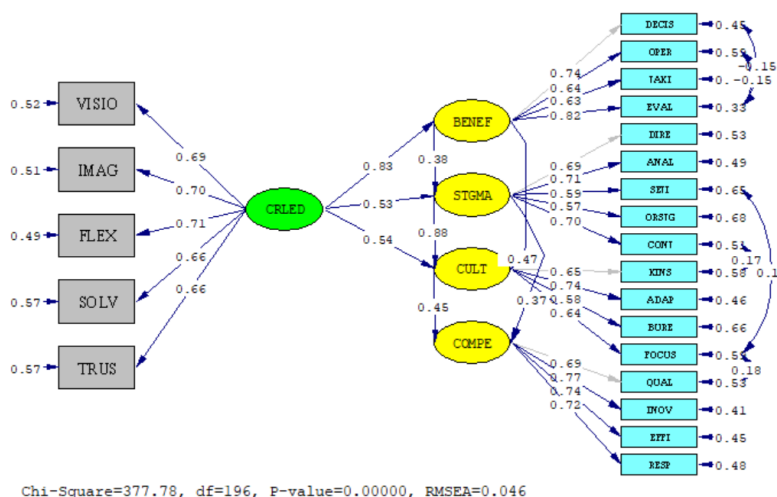 DECIS
0.45
OPER
0.59
-0.15
-0.15
EVAL
0.33
DIRE
0.53
ANAL
0.49
0.65
ORSIG
0.68
CONT
0.51
0.17
ADAP
0.46
BURE
0.66
FOCUS
0.59
0.18
QUAL
0.53
INOV
0.41
EFFI
0.45
RESP
0.48
0.52
VISIO
0.51
IMAG
0.49
FLEX
0.57
SOLV
0.57
TRUS
0.69
0.70
0.71
0.66
0.66
CRLED
0.83
0.53
0.54
BENEF
0.38
STGMA
0.88
CULT
0.45
COMPE
0.47
0.37
0.74
0.64
0.63
0.82
0.69
0.71
0.59
0.57
0.70
0.65
0.74
0.58
0.64
0.69
0.77
0.74
0.72
Chi-Square=377.78, df=196, P-value=0.00000, RMSEA=0.046